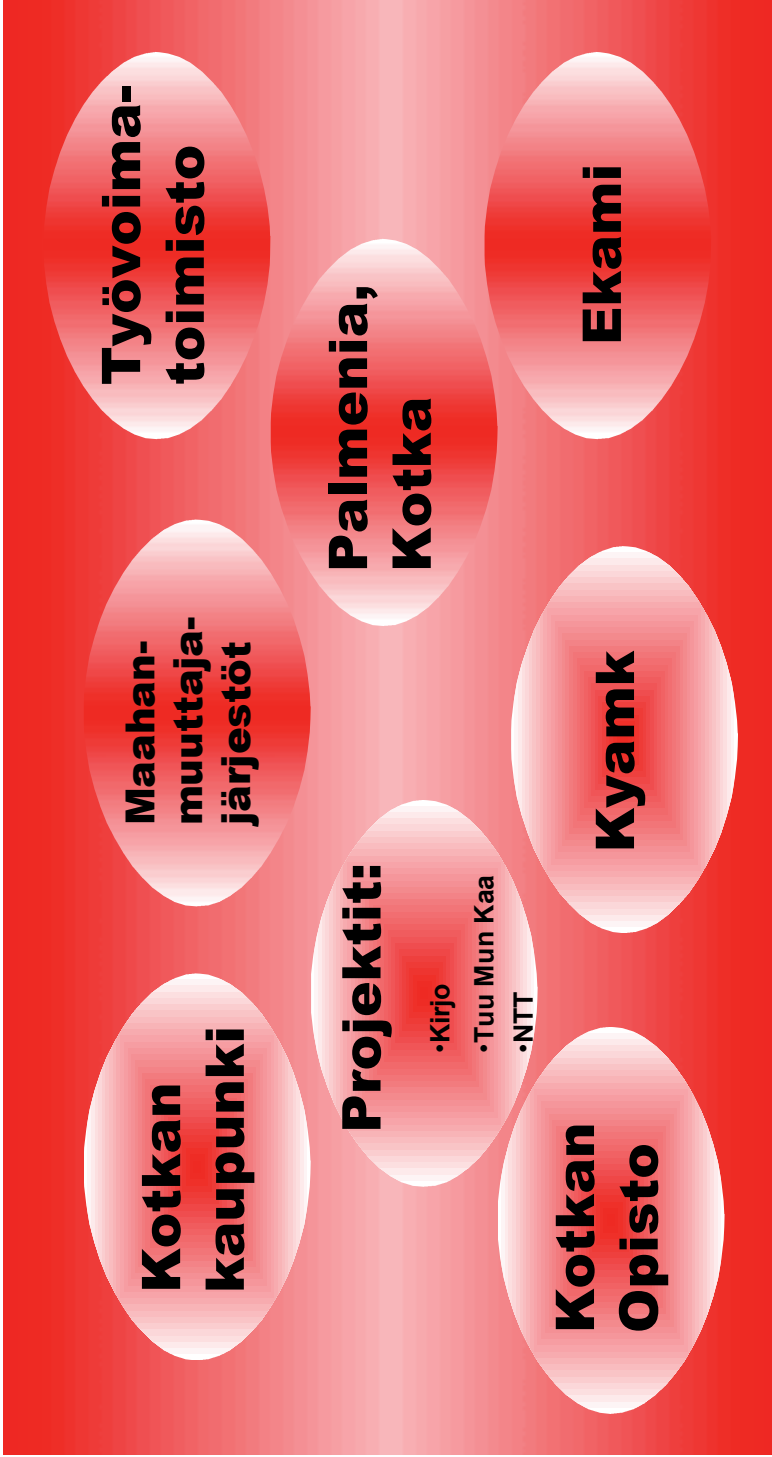 Kotkan
kaupunki
Maahan-
muuttaja-
järjestöt
Työvoima-
toimisto
Projektit:
•Kirjo
•Tuu Mun Kaa
•NTT
Palmenia,
Kotka
Kotkan
Opisto
Kyamk
Ekami